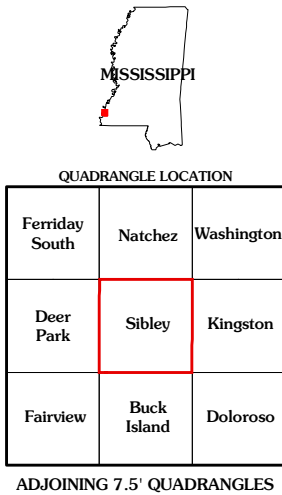 MISSISSIPPI
QUADRANGLE LOCATION
Ferriday
South
Natchez
Washington
Deer
Park
Sibley
Kingston
Fairview
Buck
Island
Doloroso
ADJOINING 7.5' QUADRANGLES